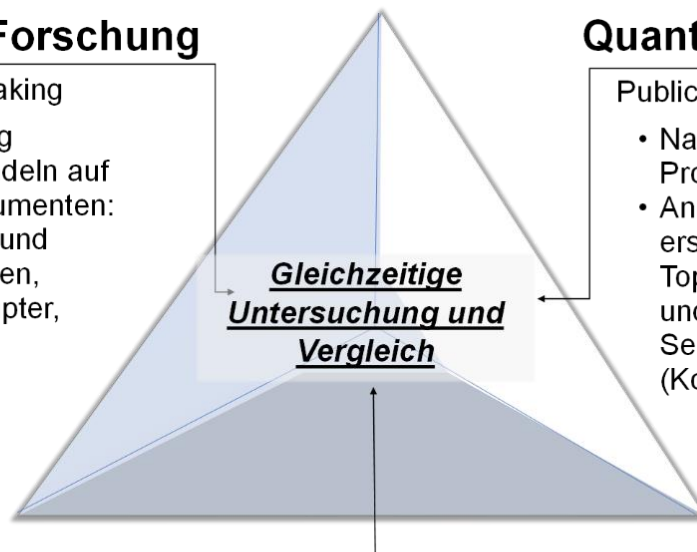 Forschung
aking
g
deln auf
umenten:
und
en,
pter,
Gleichzeitige
Untersuchung und
Vergleich
Quant
Public
• Na
Pro
• An
ers
Top
und
Se
(Ko